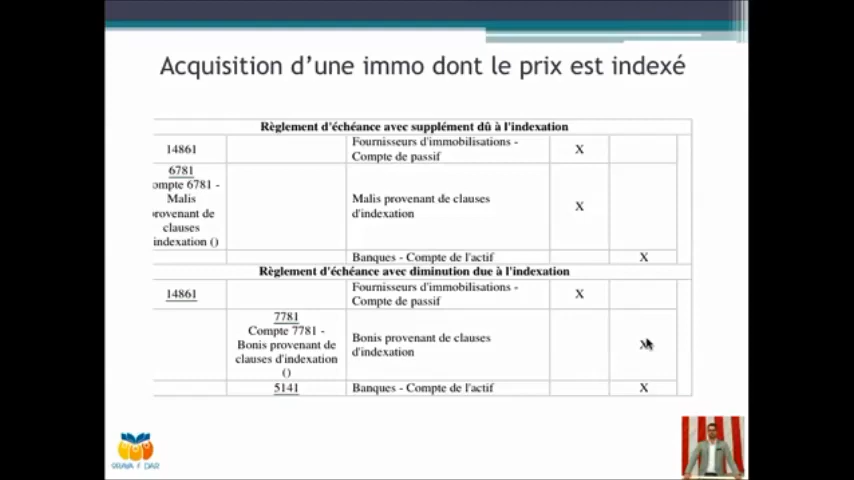 Acquisition d'une immo dont le prix est indexé
Règlement d'échéance avec supplément dû à l'indexation
14861
Fournisseurs d'immobilisations -
Compte de passif
X
6781
ompte 6781 -
Malis
rovenant de
clauses
indexation ()
Malis provenant de clauses
d'indexation
X
Banques - Compte de l'actif
X
Règlement d'échéance avec diminution due à l'indexation
14861
Fournisseurs d'immobilisations -
Compte de passif
X
7781
Compte 7781 -
Bonis provenant de
clauses d'indexation
()
Bonis provenant de clauses
d'indexation
X
5141
Banques - Compte de l'actif
X